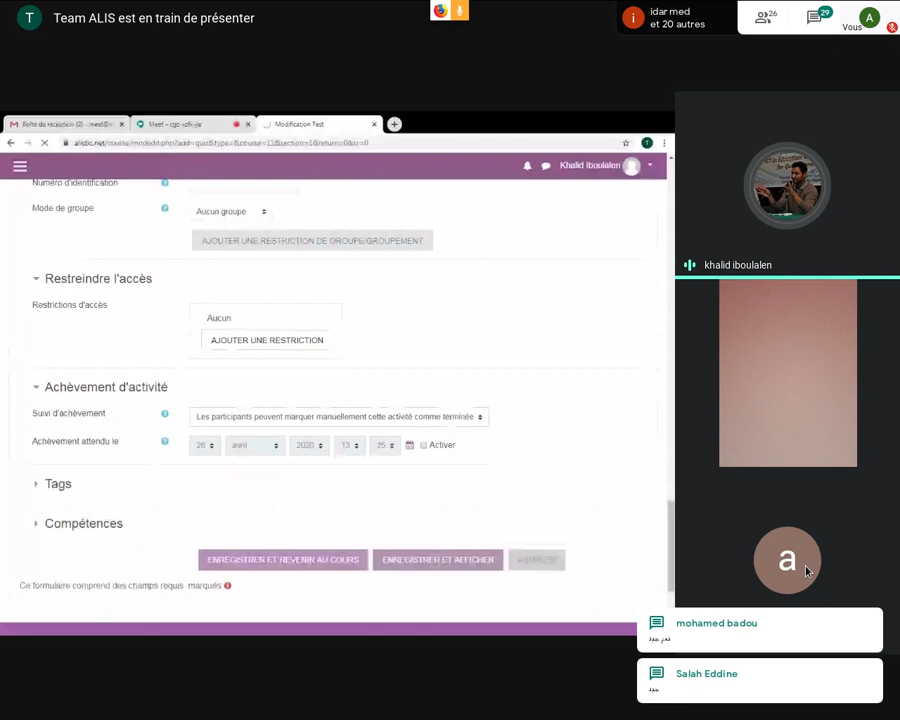 T Team ALIS est en train de présenter
i idar med
et 20 autres
26
29
Vous
A
Boîte de réception (2) - meet@
Meet – cgz
Modification Test
T
Khalid Iboulalen
Numéro d'identification
Mode de groupe
Aucun groupe
AJOUTER UNE RESTRICTION DE GROUPE/GROUPEMENT
Restreindre l'accès
Restrictions d'accès
Aucun
AJOUTER UNE RESTRICTION
Achèvement d'activité
Suivi d'achèvement
Les participants peuvent marquer manuellement cette activité comme terminée
Achèvement attendu le
26 avril 2020 13 25 Activer
Tags
Compétences
ENREGISTRER ET REVENIR AU COURS ENREGISTRER ET AFFICHER ANNULER
Ce formulaire comprend des champs requis, marqués
khalid iboulalen
a
mohamed badou
Salah Eddine